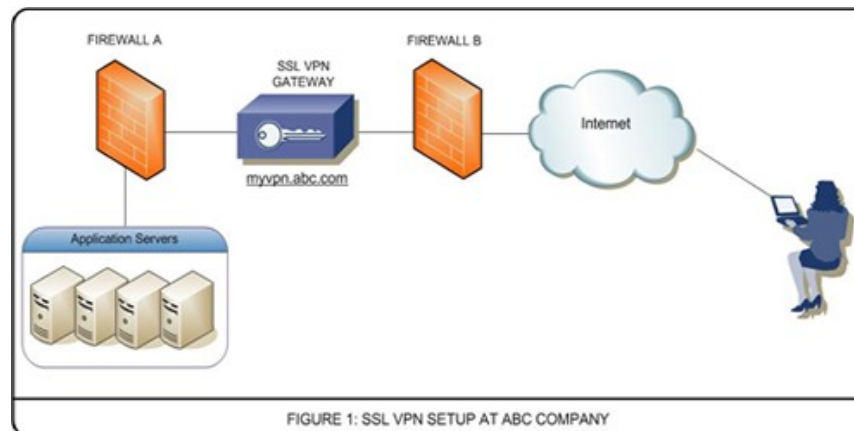 FIREWALL A
FIREWALL B
SSL VPN
GATEWAY
Internet
myvpn.abc.com
Application Servers
FIGURE 1: SSL VPN SETUP AT ABC COMPANY